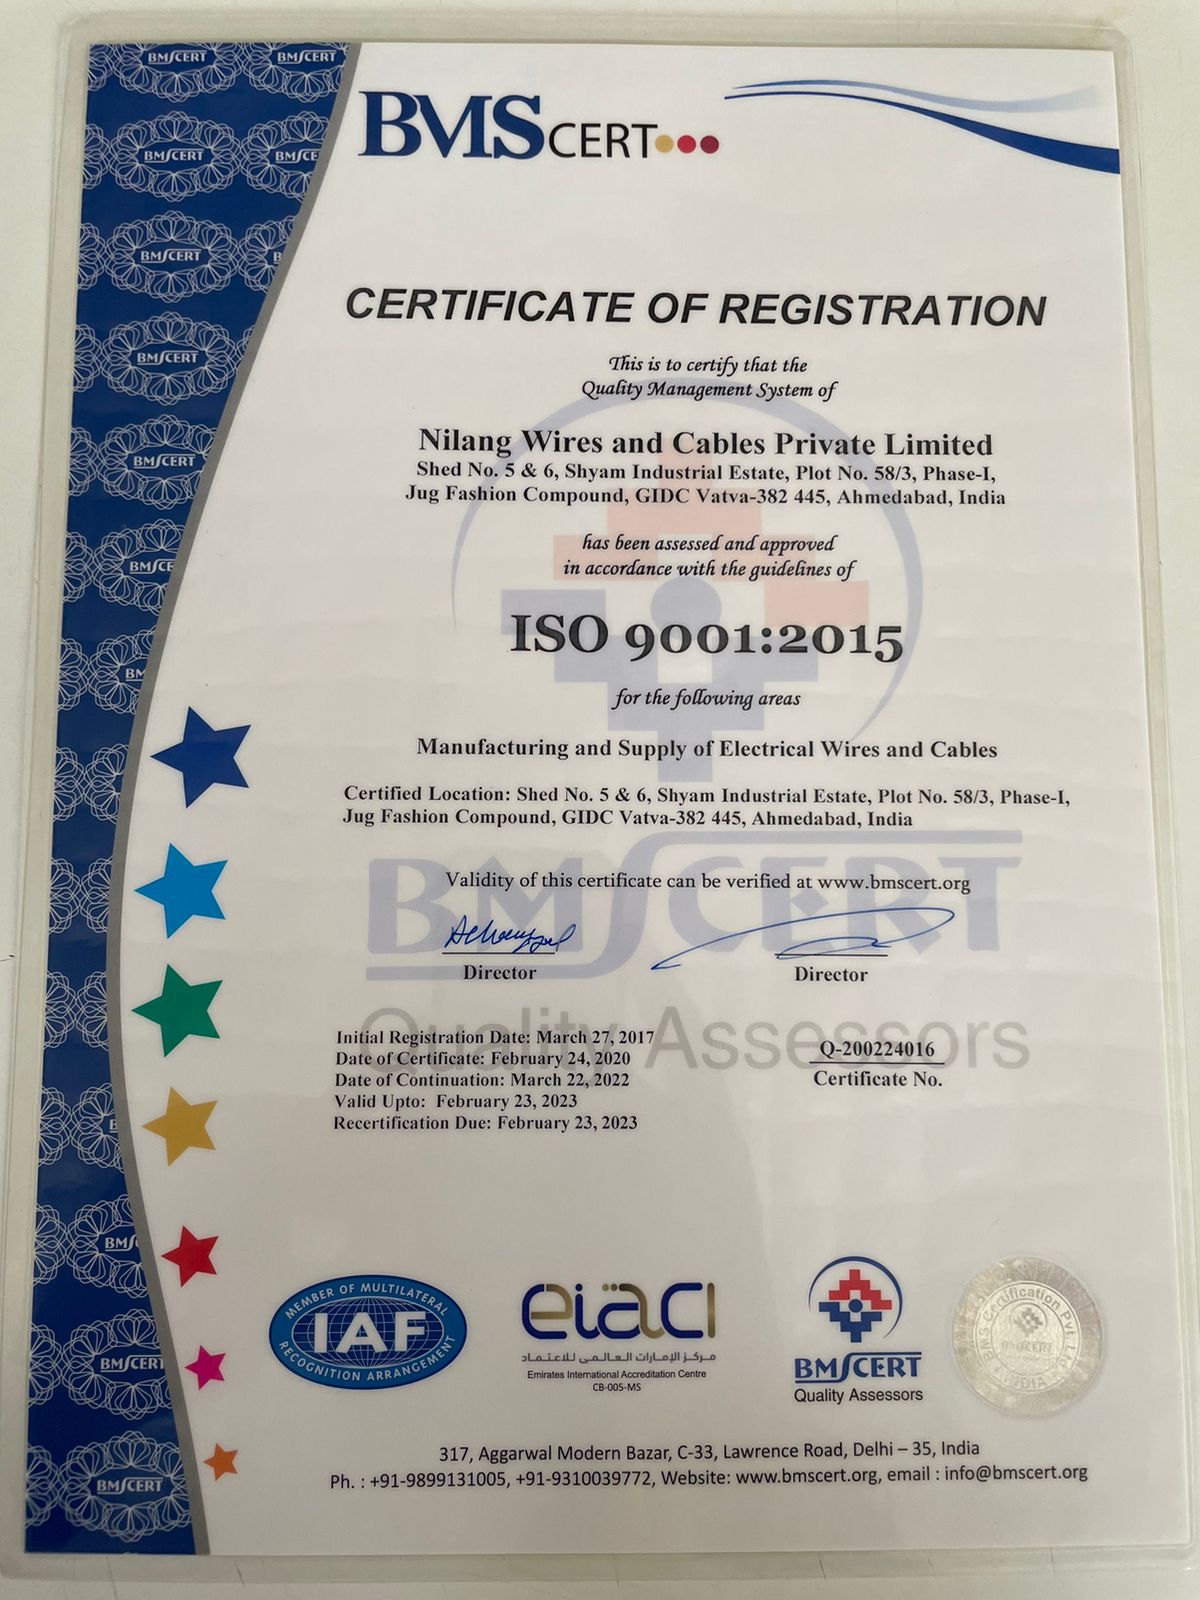 BMSCERT
CERTIFICATE OF REGISTRATION
This is to certify that the
Quality Management System of
Nilang Wires and Cables Private Limited
Shed No. 5 & 6, Shyam Industrial Estate, Plot No. 58/3, Phase-I,
Jug Fashion Compound, GIDC Vatva-382 445, Ahmedabad, India
has been assessed and approved
in accordance with the guidelines of
ISO 9001:2015
for the following areas
Manufacturing and Supply of Electrical Wires and Cables
Certified Location: Shed No. 5 & 6, Shyam Industrial Estate, Plot No. 58/3, Phase-I,
Jug Fashion Compound, GIDC Vatva-382 445, Ahmedabad, India
BMSCERT
Validity of this certificate can be verified at www.bmscert.org
Director
Director
Quality Assessors
Initial Registration Date: March 27, 2017
Date of Certificate: February 24, 2020
Date of Continuation: March 22, 2022
Valid Upto: February 23, 2023
Recertification Due: February 23, 2023
Q-200224016
Certificate No.
MEMBER OF MULTILATERAL
IAF
RECOGNITION ARRANGEMENT
eiac
مركز الإمارات العالمي للاعتماد
Emirates International Accreditation Centre
CB-005-MS
BMSCERT
Quality Assessors
BMS Certification Pvt. Ltd.
BMSCERT
INDIA
317, Aggarwal Modern Bazar, C-33, Lawrence Road, Delhi – 35, India
Ph. : +91-9899131005, +91-9310039772, Website: www.bmscert.org, email : info@bmscert.org